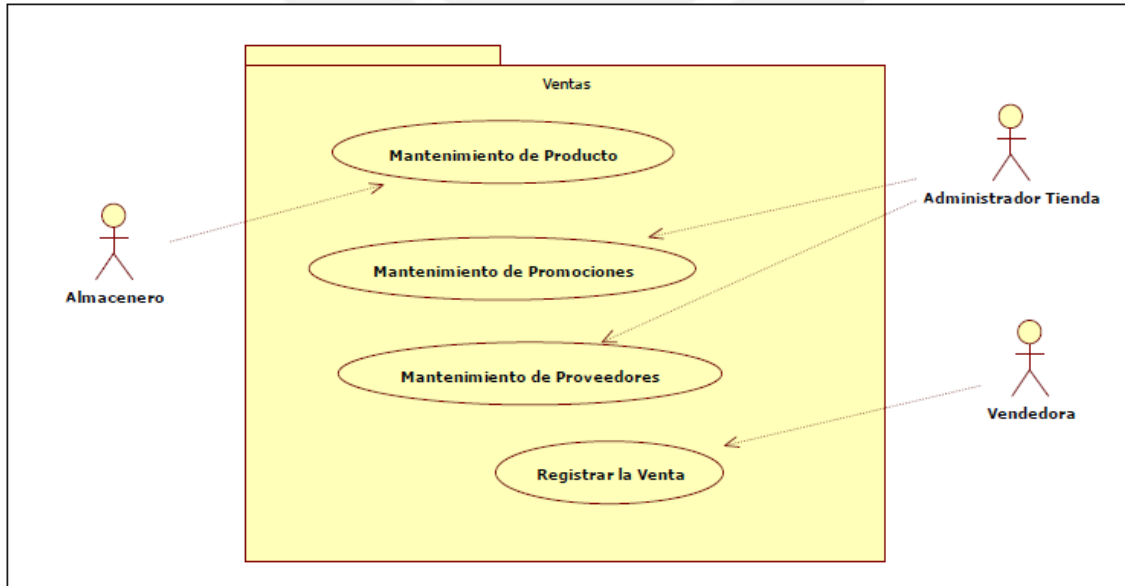 Ventas
Mantenimiento de Producto
Administrador Tienda
Almacenero
Mantenimiento de Promociones
Mantenimiento de Proveedores
Vendedora
Registrar la Venta